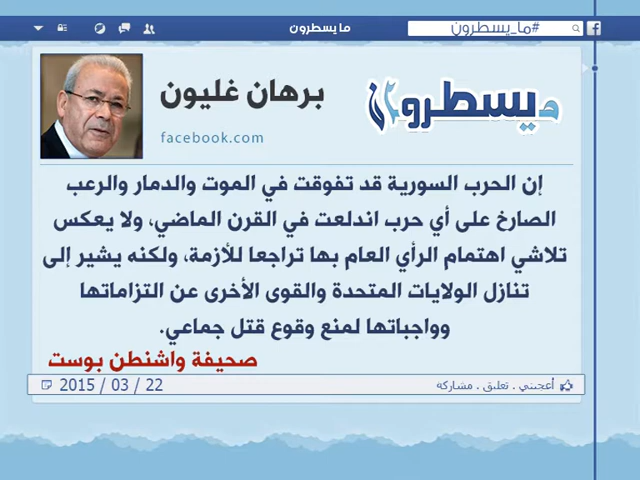 ما يسطرون
#ما_يسطرون
برهان غليون
facebook.com
ما يسطرون
إن الحرب السورية قد تفوقت في الموت والدمار والرعب
الصارخ على أي حرب اندلعت في القرن الماضي، ولا يعكس
تلاشي اهتمام الرأي العام بها تراجعا للأزمة، ولكنه يشير إلى
تنازل الولايات المتحدة والقوى الأخرى عن التزاماتها
وواجباتها لمنع وقوع قتل جماعي.
صحيفة واشنطن بوست
أعجبني . تعليق . مشاركه
2015 / 03 / 22